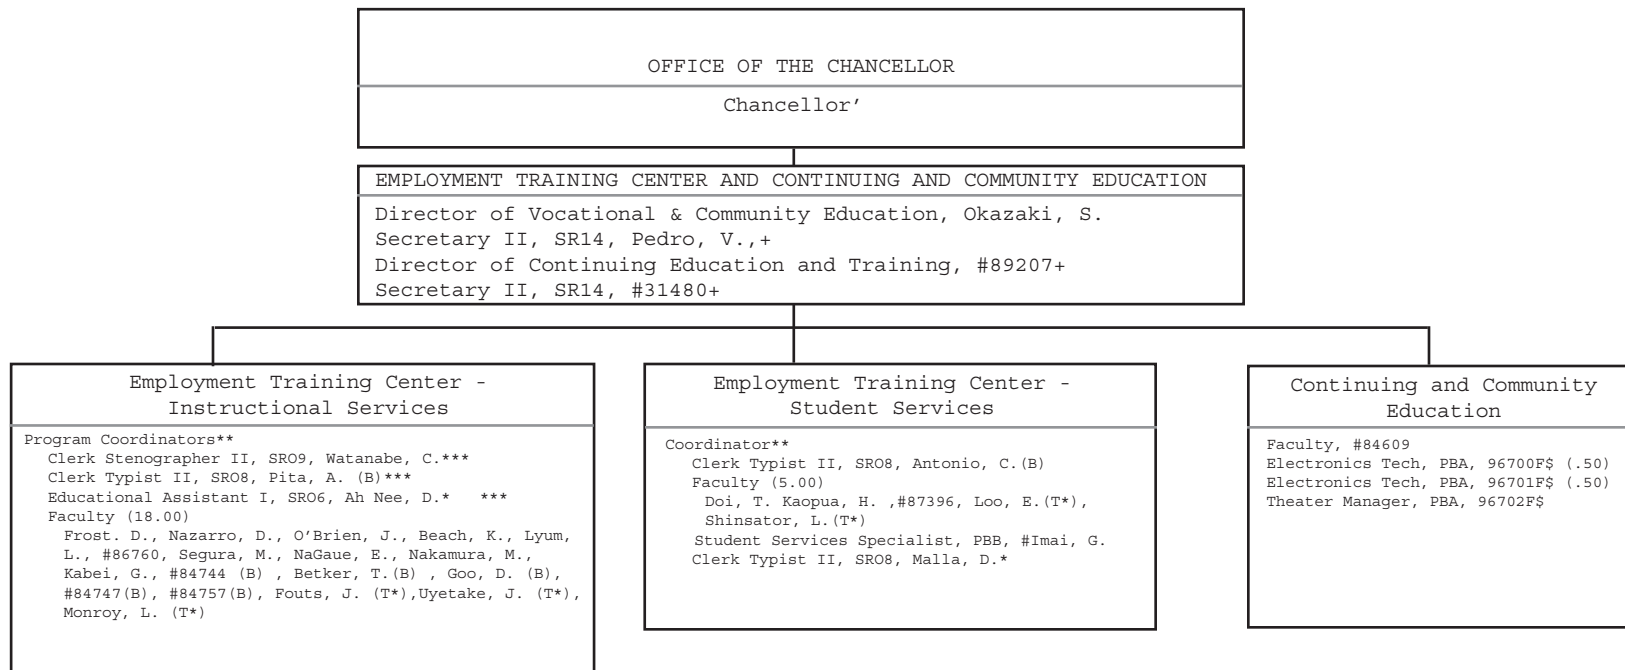 OFFICE OF THE CHANCELLOR
Chancellor’
EMPLOYMENT TRAINING CENTER AND CONTINUING AND COMMUNITY EDUCATION
Director of Vocational & Community Education, Okazaki, S.
Secretary II, SR14, Pedro, V.,+
Director of Continuing Education and Training, #89207+
Secretary II, SR14, #31480+
Employment Training Center -
Instructional Services
Program Coordinators**
Clerk Stenographer II, SRO9, Watanabe, C.***
Clerk Typist II, SRO8, Pita, A. (B)***
Educational Assistant I, SRO6, Ah Nee, D.* ***
Faculty (18.00)
Frost. D., Nazarro, D., O’Brien, J., Beach, K., Lyum,
L., #86760, Segura, M., NaGaue, E., Nakamura, M.,
Kabei, G., #84744 (B) , Betker, T.(B) , Goo, D. (B),
#84747(B), #84757(B), Fouts, J. (T*),Uyetake, J. (T*),
Monroy, L. (T*)
Employment Training Center -
Student Services
Coordinator**
Clerk Typist II, SRO8, Antonio, C.(B)
Faculty (5.00)
Doi, T. Kaopua, H. ,#87396, Loo, E.(T*),
Shinsator, L.(T*)
Student Services Specialist, PBB, #Imai, G.
Clerk Typist II, SRO8, Malla, D.*
Continuing and Community
Education
Faculty, #84609
Electronics Tech, PBA, 96700F$ (.50)
Electronics Tech, PBA, 96701F$ (.50)
Theater Manager, PBA, 96702F$